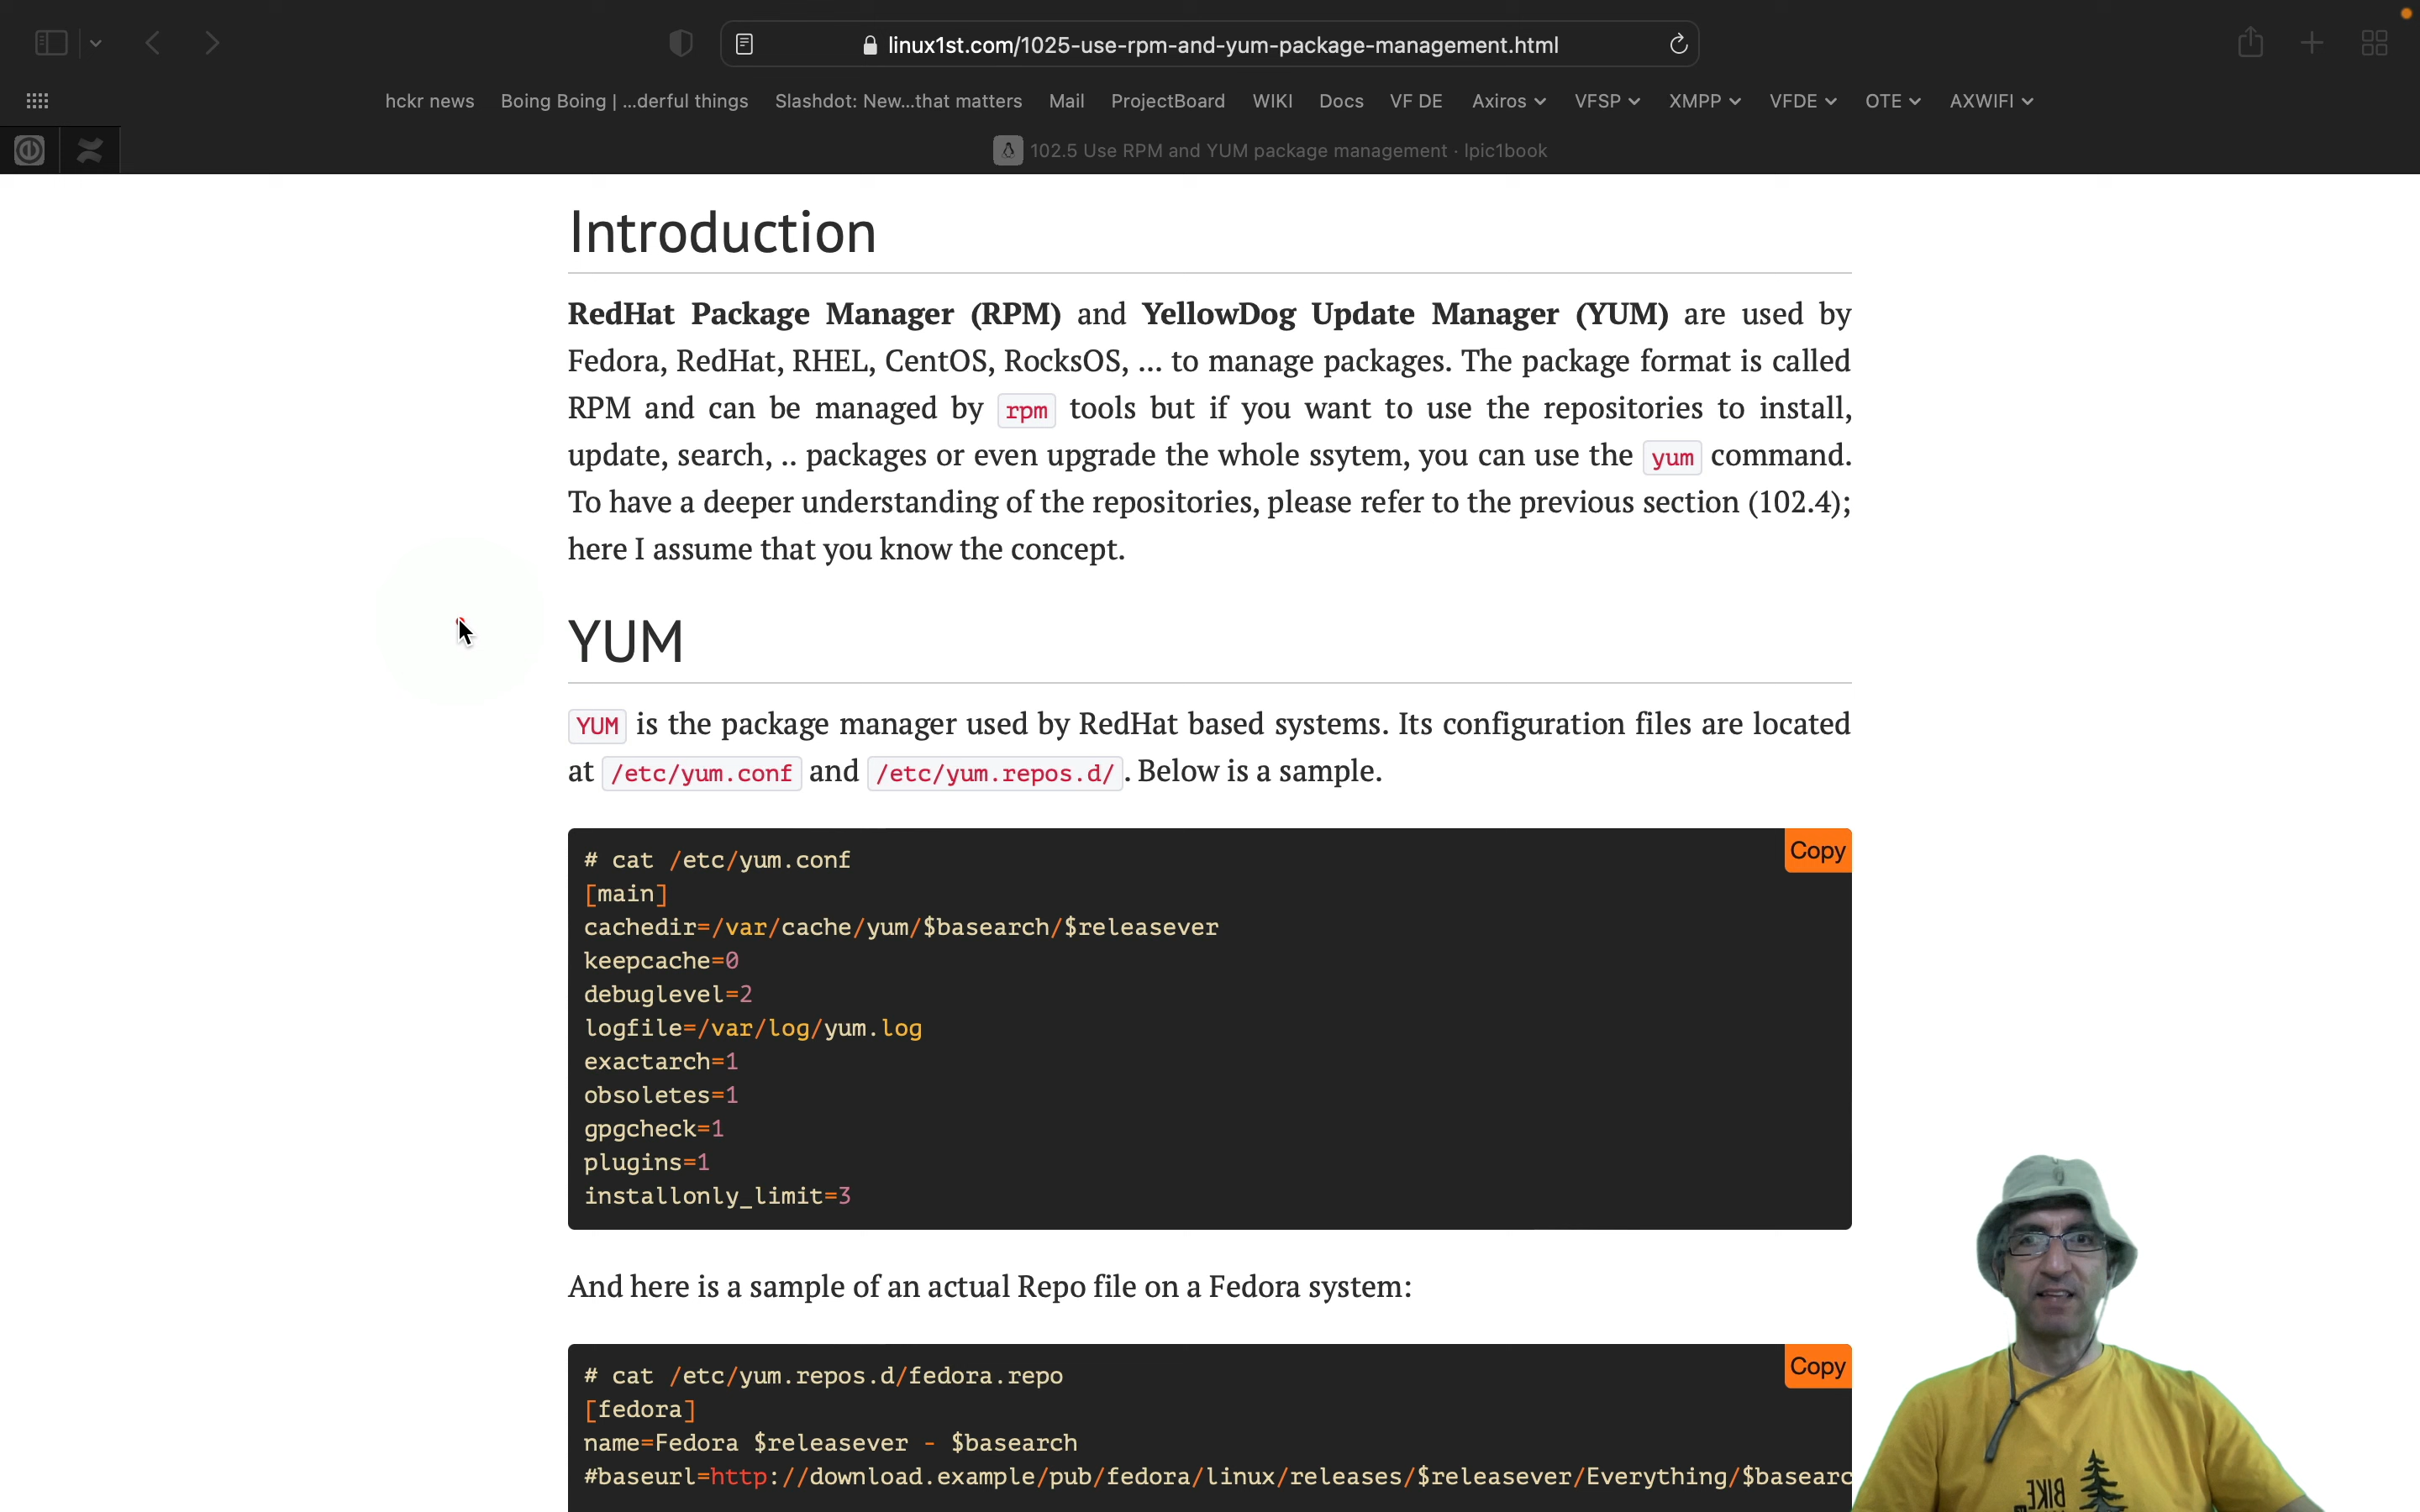 linux1st.com/1025-use-rpm-and-yum-package-management.html
hckr news Boing Boing | ...derful things Slashdot: New...that matters Mail ProjectBoard WIKI Docs VF DE Axiros VFSP XMPP VFDE OTE AXWIFI
102.5 Use RPM and YUM package management · lpic1book
Introduction
RedHat Package Manager (RPM) and YellowDog Update Manager (YUM) are used by
Fedora, RedHat, RHEL, CentOS, RocksOS, ... to manage packages. The package format is called
RPM and can be managed by rpm tools but if you want to use the repositories to install,
update, search, .. packages or even upgrade the whole ssytem, you can use the yum command.
To have a deeper understanding of the repositories, please refer to the previous section (102.4);
here I assume that you know the concept.
YUM
YUM is the package manager used by RedHat based systems. Its configuration files are located
at /etc/yum.conf and /etc/yum.repos.d/. Below is a sample.
Copy
# cat /etc/yum.conf
[main]
cachedir=/var/cache/yum/$basearch/$releasever
keepcache=0
debuglevel=2
logfile=/var/log/yum.log
exactarch=1
obsoletes=1
gpgcheck=1
plugins=1
installonly_limit=3
And here is a sample of an actual Repo file on a Fedora system:
Copy
# cat /etc/yum.repos.d/fedora.repo
[fedora]
name=Fedora $releasever - $basearch
#baseurl=http://download.example/pub/fedora/linux/releases/$releasever/Everything/$basearc
BIKE